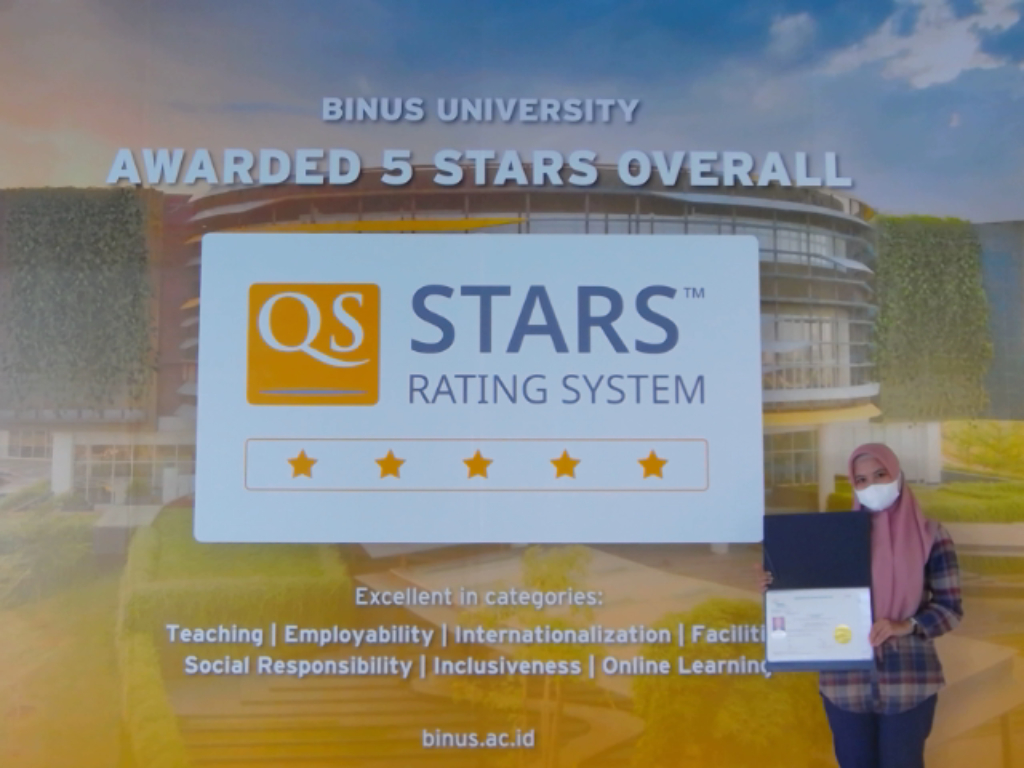 BINUS UNIVERSITY
AWARDED 5 STARS OVERALL
QS
STARS™
RATING SYSTEM
Excellent in categories:
Teaching | Employability | Internationalization | Faciliti
Social Responsibility | Inclusiveness | Online Learning
binus.ac.id